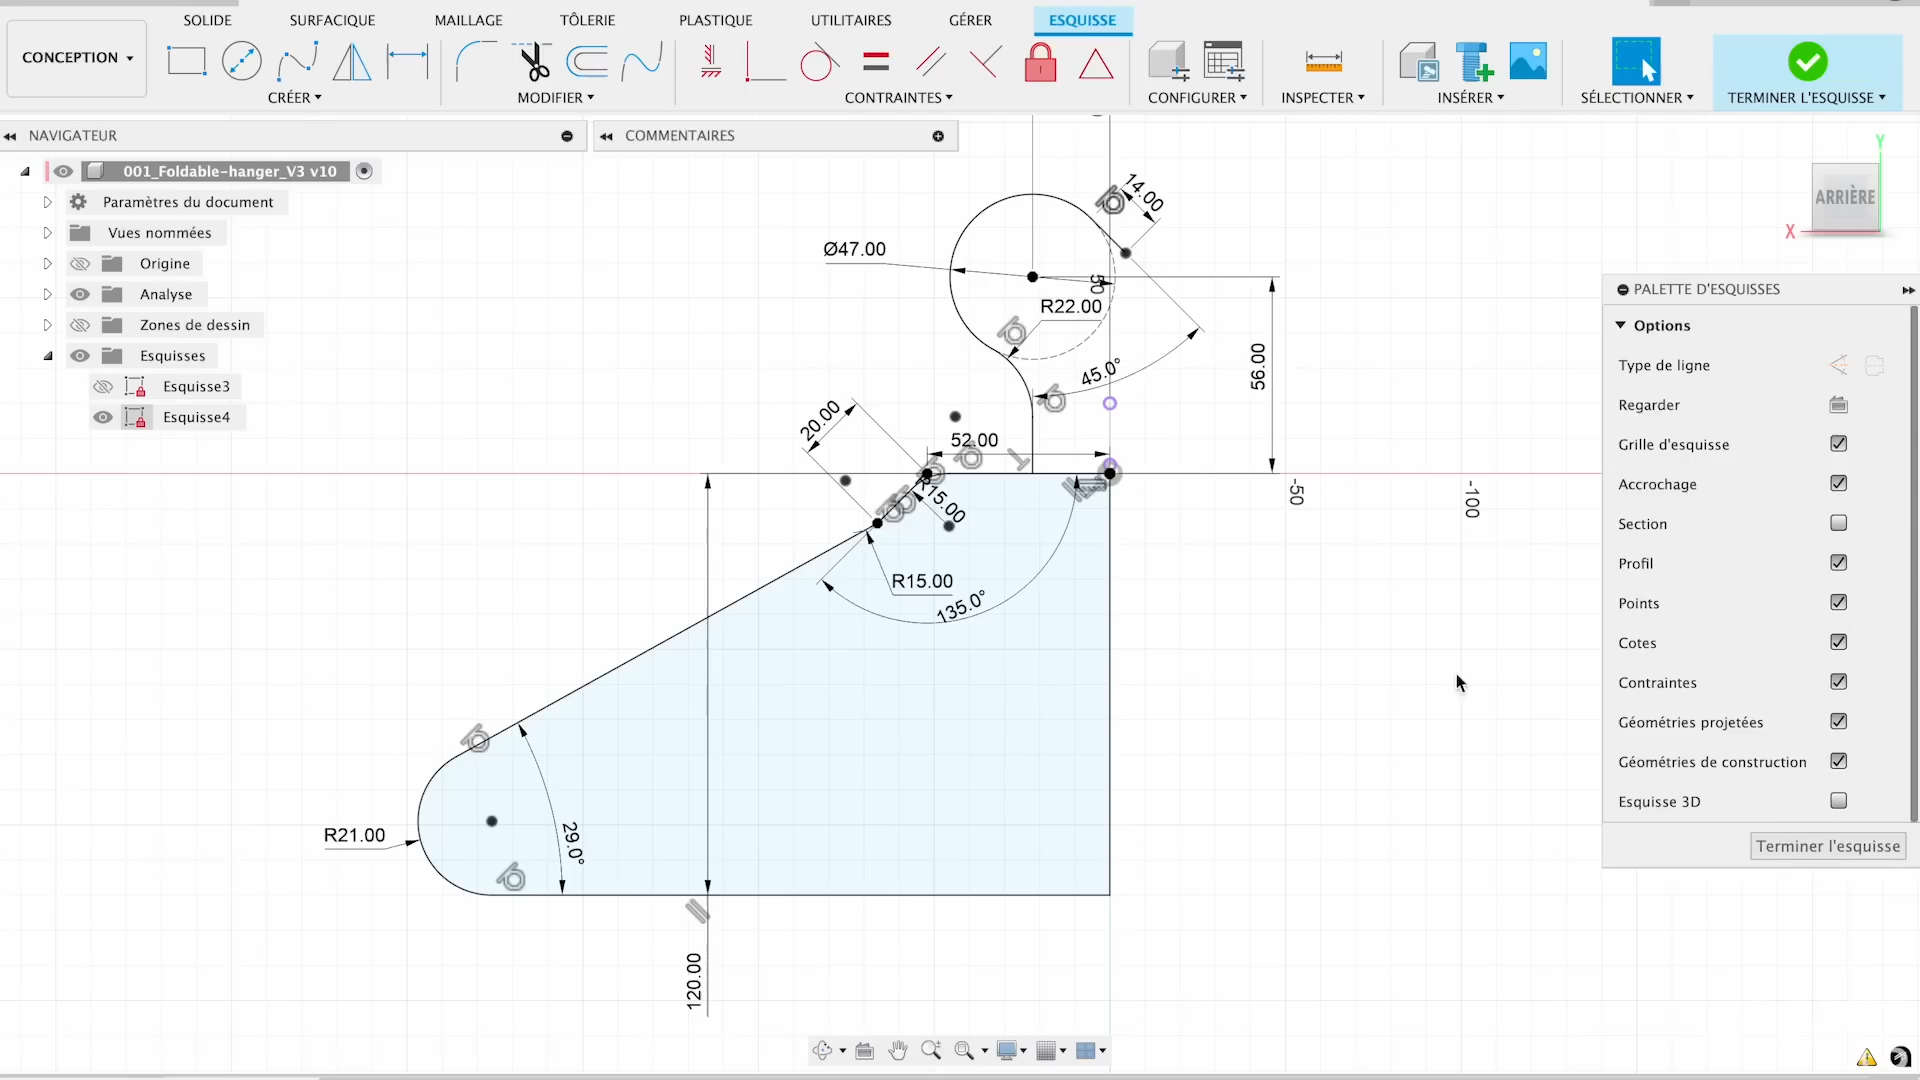 SOLIDE
SURFACIQUE
MAILLAGE
TÔLERIE
PLASTIQUE
UTILITAIRES
GÉRER
ESQUISSE
CONCEPTION
CRÉER
MODIFIER
CONTRAINTES
CONFIGURER
INSPECTER
INSÉRER
SÉLECTIONNER
TERMINER L'ESQUISSE
NAVIGATEUR
COMMENTAIRES
001_Foldable-hanger_V3 v10
Paramètres du document
Vues nommées
Origine
Analyse
Zones de dessin
Esquisses
Esquisse3
Esquisse4
14.00
Ø47.00
50
R22.00
45.0°
56.00
20.00
52.00
R15.00
R15.00
135.0°
-50
-100
R21.00
29.0°
120.00
Y
ARRIÈRE
X
PALETTE D'ESQUISSES
Options
Type de ligne
Regarder
Grille d'esquisse
Accrochage
Section
Profil
Points
Cotes
Contraintes
Géométries projetées
Géométries de construction
Esquisse 3D
Terminer l'esquisse